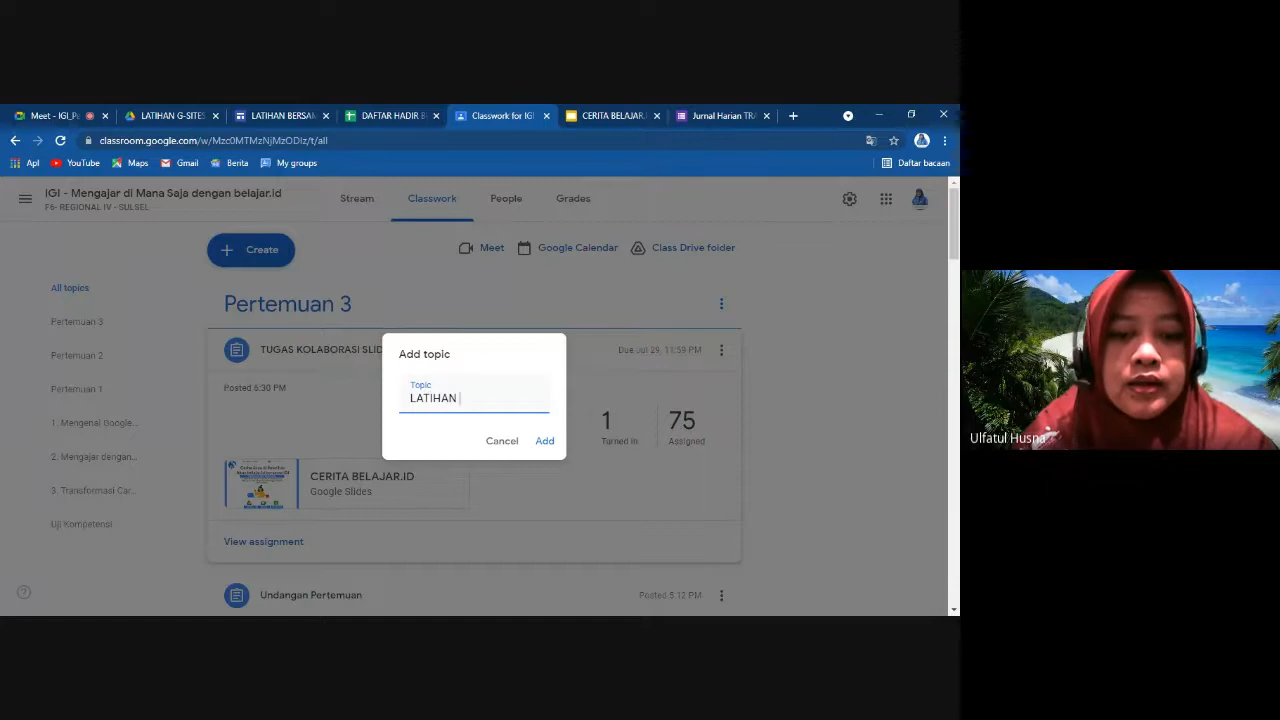 Meet - IGI_Pe
LATIHAN G-SITES
LATIHAN BERSAM
DAFTAR HADIR B
Classwork for IGI
CERITA BELAJAR.
Jurnal Harian TRA
classroom.google.com/w/Mzc0MTMzNjMzODIz/t/all
Apl
YouTube
Maps
Gmail
Berita
My groups
Daftar bacaan
IGI - Mengajar di Mana Saja dengan belajar.id
F6- REGIONAL IV - SULSEL
Stream
Classwork
People
Grades
Create
Meet
Google Calendar
Class Drive folder
All topics
Pertemuan 3
Pertemuan 2
Pertemuan 1
1. Mengenal Google...
2. Mengajar dengan...
3. Transformasi Car...
Uji Kompetensi
Pertemuan 3
TUGAS KOLABORASI SLID
Due Jul 29, 11:59 PM
Posted 5:30 PM
1
Turned in
75
Assigned
Add topic
Topic
LATIHAN
Cancel
Add
CERITA BELAJAR.ID
Google Slides
View assignment
Undangan Pertemuan
Posted 5:12 PM
Ulfatul Husna